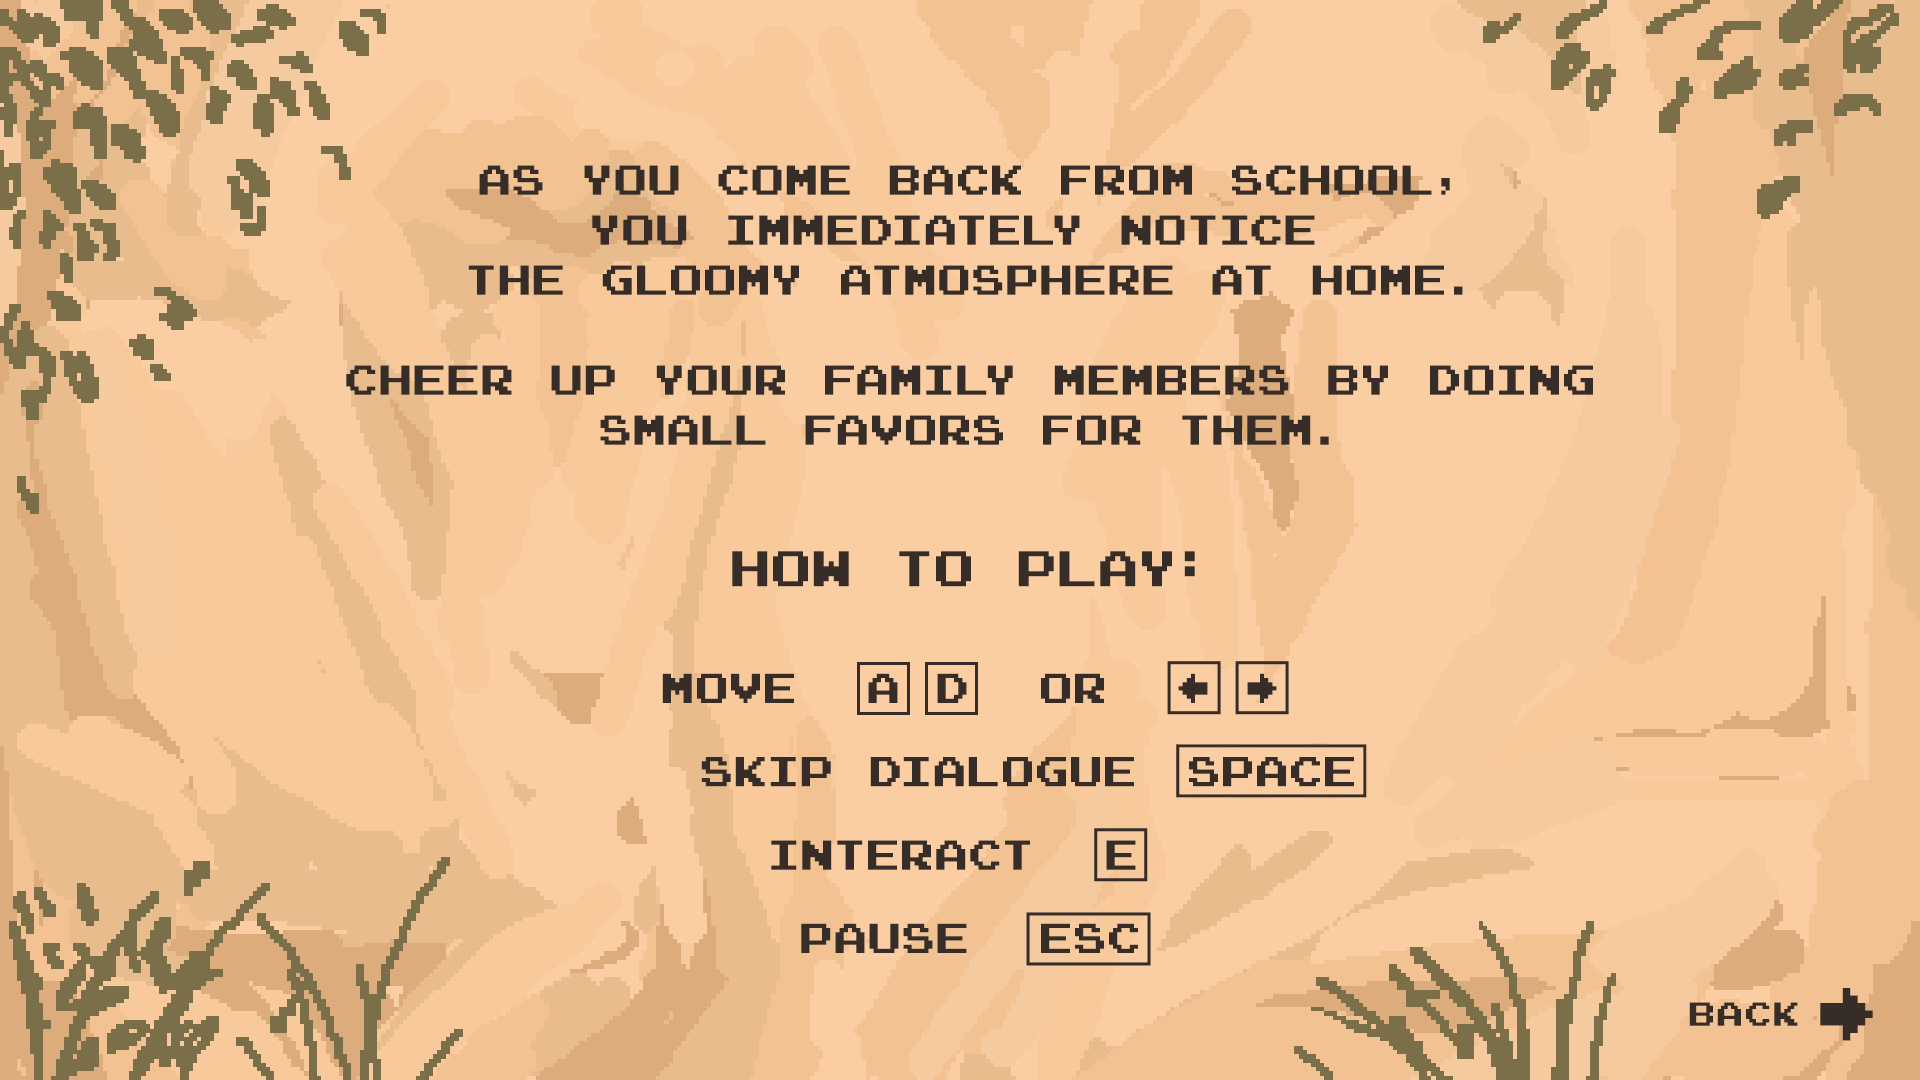 AS YOU COME BACK FROM SCHOOL,
YOU IMMEDIATELY NOTICE
THE GLOOMY ATMOSPHERE AT HOME.
CHEER UP YOUR FAMILY MEMBERS BY DOING
SMALL FAVORS FOR THEM.
HOW TO PLAY:
MOVE A D OR ← →
SKIP DIALOGUE SPACE
INTERACT E
PAUSE ESC
BACK